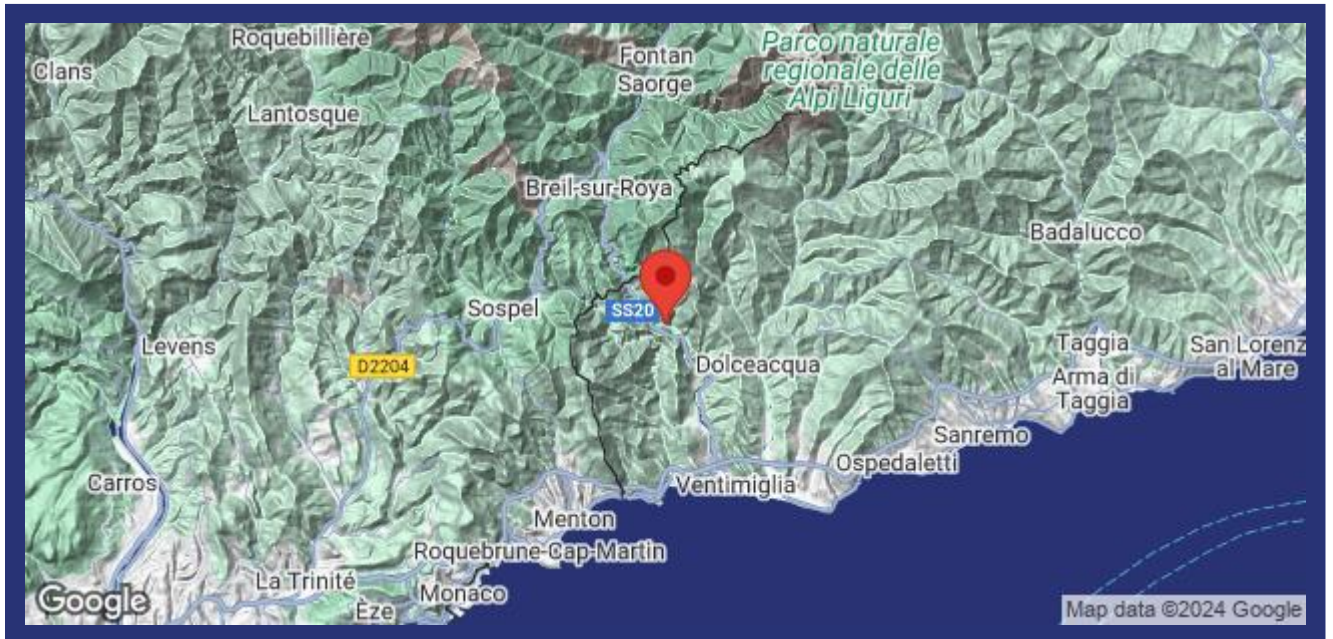 Roquebillière
Clans
Fontan
Saorge
Parco naturale
regionale delle
Alpi Liguri
Lantosque
Breil-sur-Roya
Badalucco
Sospel
SS20
Levens
D2204
Dolceacqua
Taggia
San Lorenz
al Mare
Arma di
Taggia
Sanremo
Ospedaletti
Carros
Ventimiglia
Menton
Roquebrune-Cap-Martin
La Trinité
Monaco
Èze
Google
Map data ©2024 Google